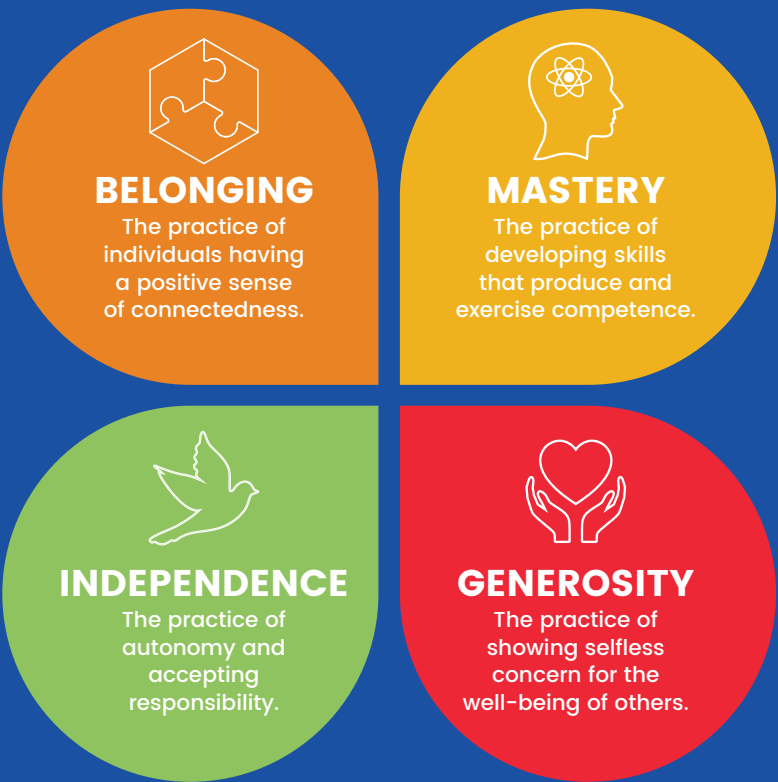 BELONGING
The practice of
individuals having
a positive sense
of connectedness.
MASTERY
The practice of
developing skills
that produce and
exercise competence.
INDEPENDENCE
The practice of
autonomy and
accepting
responsibility.
GENEROSITY
The practice of
showing selfless
concern for the
well-being of others.